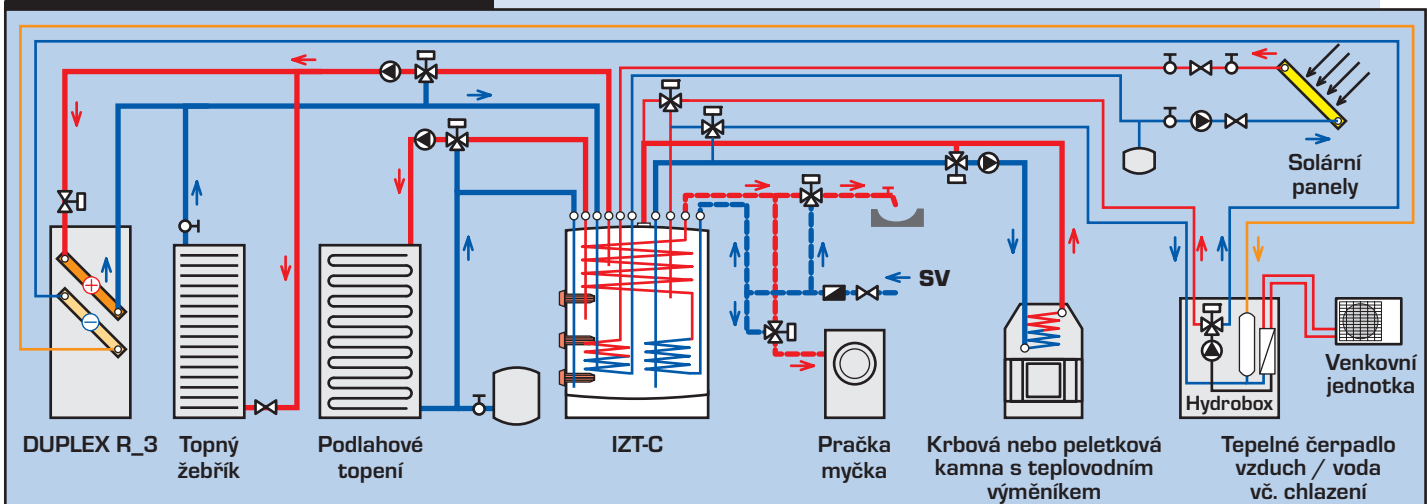 Solární
panely
SV
Hydrobox
Venkovní
jednotka
DUPLEX R_3
Topný
žebřík
Podlahové
topení
IZT-C
Pračka
myčka
Krbová nebo peletková
kamna s teplovodním
výměníkem
Tepelné čerpadlo
vzduch / voda
vč. chlazení